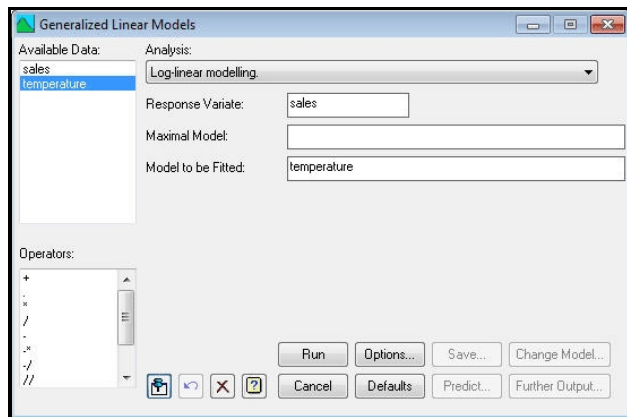 Generalized Linear Models
Available Data:
sales
temperature
Analysis:
Log-linear modelling.
Response Variate:
sales
Maximal Model:
Model to be Fitted:
temperature
Operators:
+
.
*
/
-
.*
-/
//
Run
Options...
Save...
Change Model...
Cancel
Defaults
Predict...
Further Output...